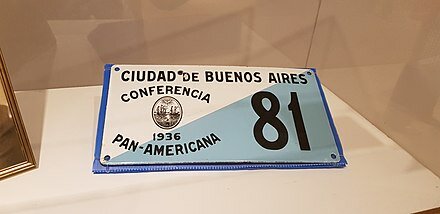 CIUDAD DE BUENOS AIRES
CONFERENCIA
1936
PAN-AMERICANA
81